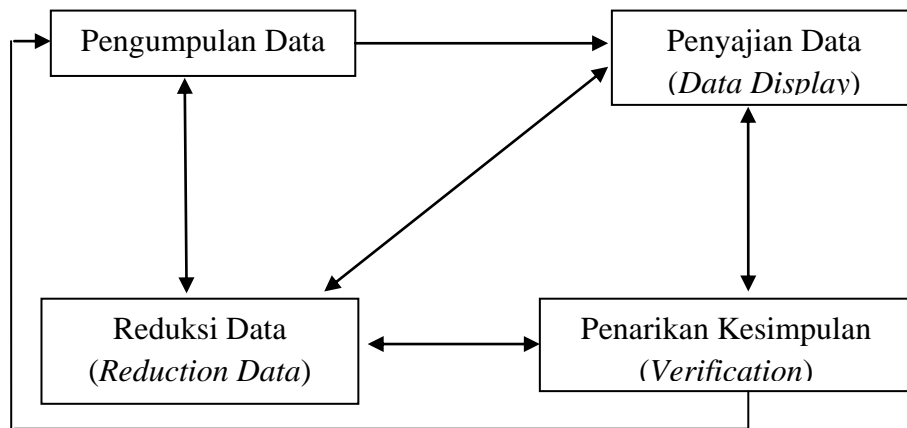 Pengumpulan Data
Penyajian Data
(Data Display)
Reduksi Data
(Reduction Data)
Penarikan Kesimpulan
(Verification)